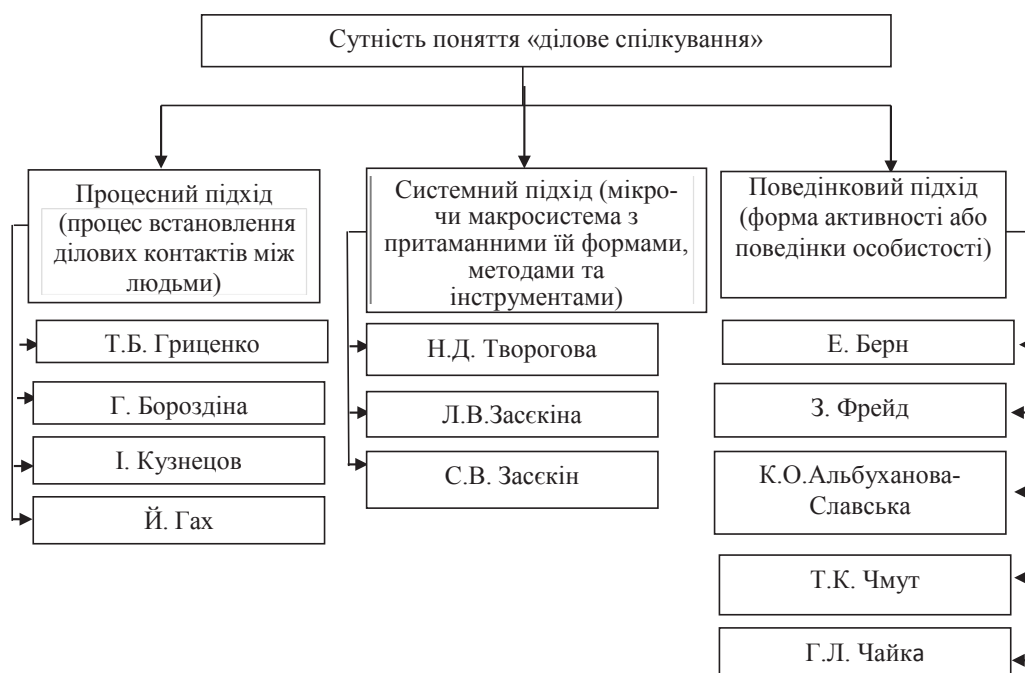 Сутність поняття «ділове спілкування»
Процесний підхід
(процес встановлення
ділових контактів між
людьми)
Т.Б. Гриценко
Г. Бороздіна
І. Кузнецов
Й. Гах
Системний підхід (мікро-
чи макросистема з
притаманними їй формами,
методами та
інструментами)
Н.Д. Творогова
Л.В.Засєкіна
С.В. Засєкін
Поведінковий підхід
(форма активності або
поведінки особистості)
Е. Берн
З. Фрейд
К.О.Альбуханова-
Славська
Т.К. Чмут
Г.Л. Чайка